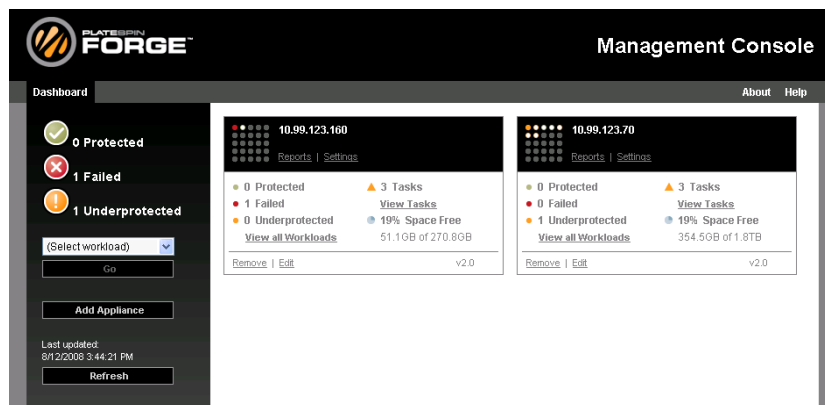 PLATESPIN
FORGE
Management Console
Dashboard
About Help
0 Protected
1 Failed
1 Underprotected
(Select workload)
Go
Add Appliance
Last updated:
8/12/2008 3:44:21 PM
Refresh
10.99.123.160
Reports | Settings
0 Protected
1 Failed
0 Underprotected
View all Workloads
3 Tasks
View Tasks
19% Space Free
51.1GB of 270.8GB
Remove | Edit
v2.0
10.99.123.70
Reports | Settings
0 Protected
0 Failed
1 Underprotected
View all Workloads
3 Tasks
View Tasks
19% Space Free
354.5GB of 1.8TB
Remove | Edit
v2.0